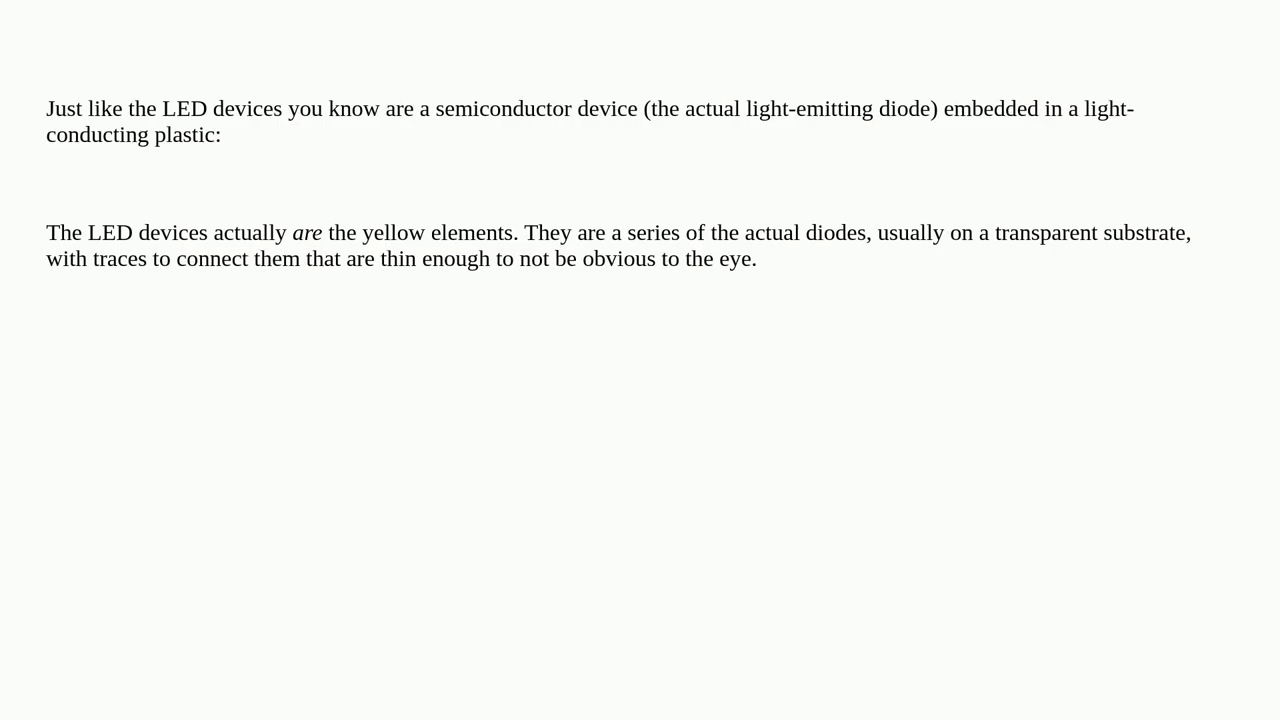 Just like the LED devices you know are a semiconductor device (the actual light-emitting diode) embedded in a light-
conducting plastic:
The LED devices actually are the yellow elements. They are a series of the actual diodes, usually on a transparent substrate,
with traces to connect them that are thin enough to not be obvious to the eye.